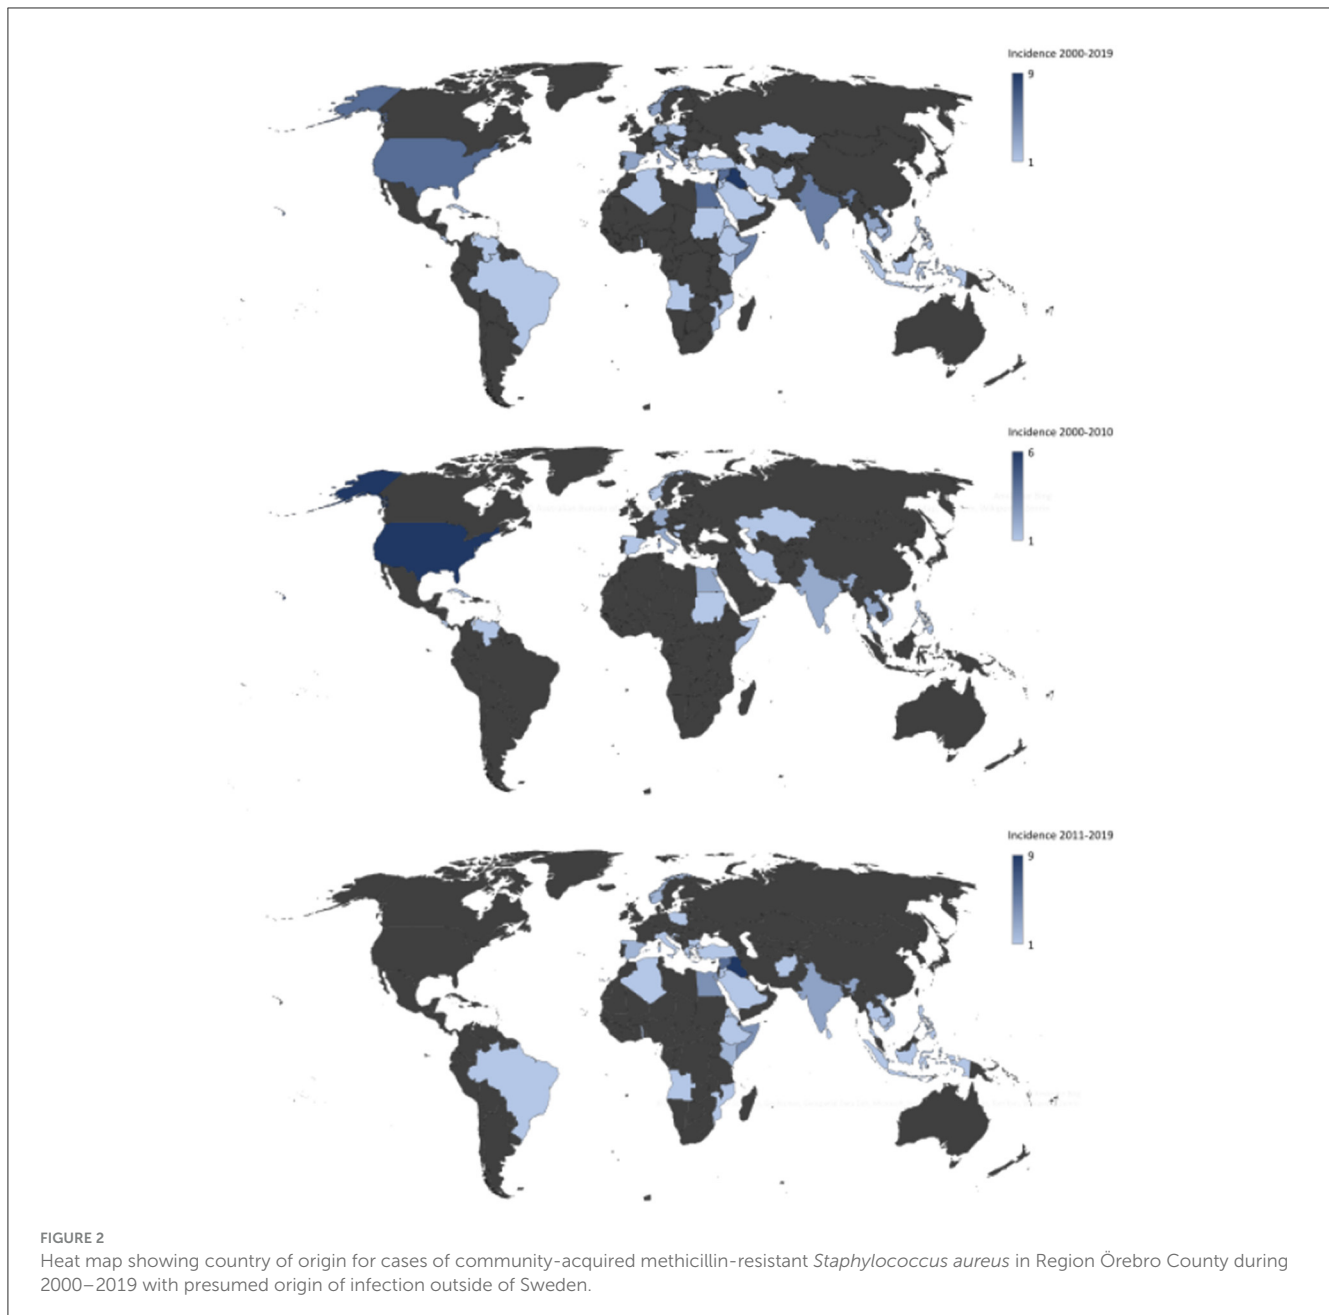 Incidence 2000-2019
9
1
Incidence 2000-2010
6
1
Incidence 2011-2019
9
1
FIGURE 2
Heat map showing country of origin for cases of community-acquired methicillin-resistant Staphylococcus aureus in Region Örebro County during
2000–2019 with presumed origin of infection outside of Sweden.